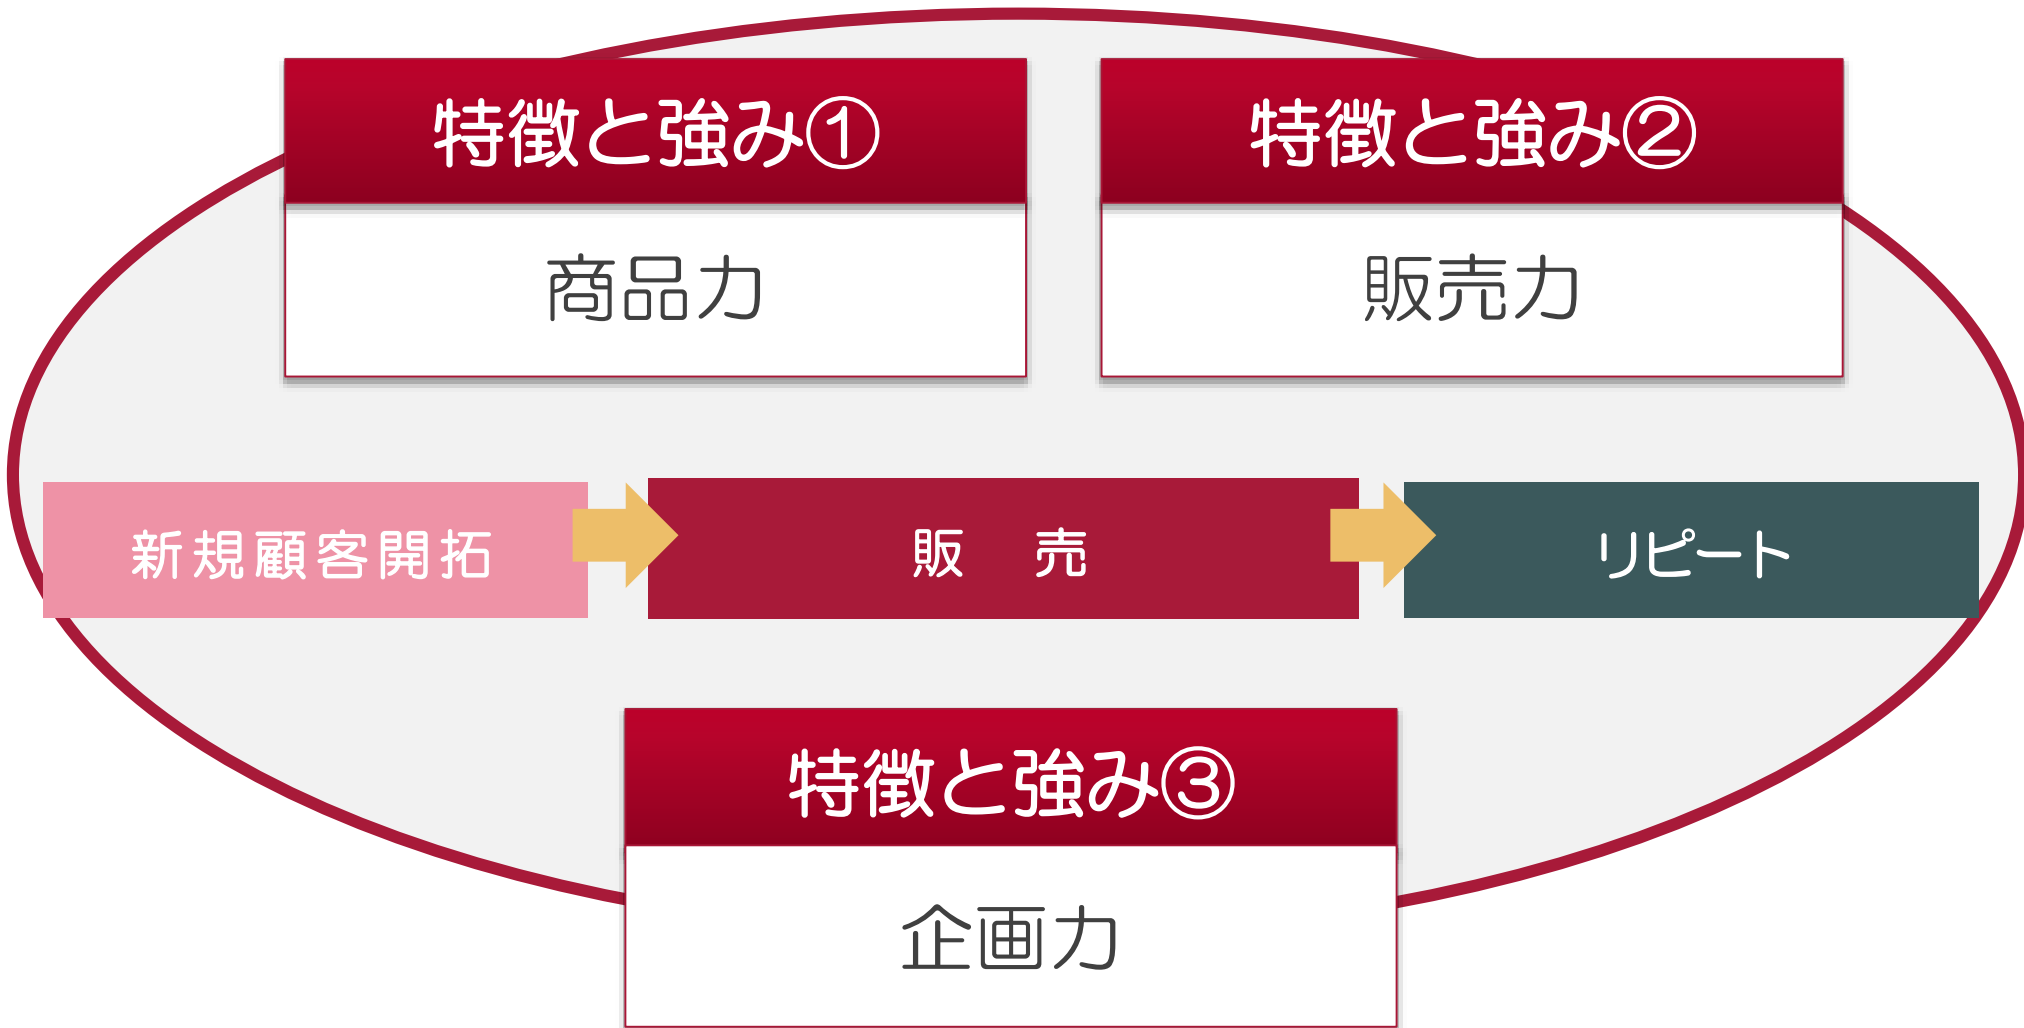 特徴と強み①
商品力
特徴と強み②
販売力
新規顧客開拓
販　売
リピート
特徴と強み③
企画力